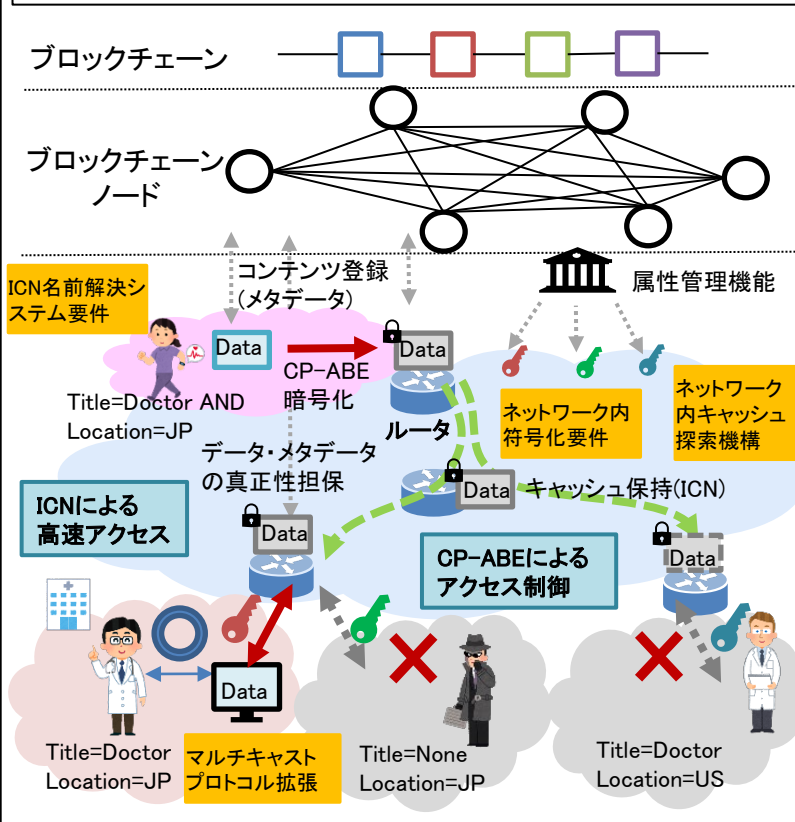 ブロックチェーン
ブロックチェーン
ノード
コンテンツ登録
(メタデータ)
属性管理機能
ICN名前解決シ
ステム要件
Data
Data
CP-ABE
暗号化
Title=Doctor AND
Location=JP
ルータ
ネットワーク内
符号化要件
ネットワーク
内キャッシュ
探索機構
データ・メタデータ
の真正性担保
Data
キャッシュ保持(ICN)
ICNによる
高速アクセス
Data
CP-ABEによる
アクセス制御
Data
Data
Title=Doctor
Location=JP
マルチキャスト
プロトコル拡張
Title=None
Location=JP
Title=Doctor
Location=US